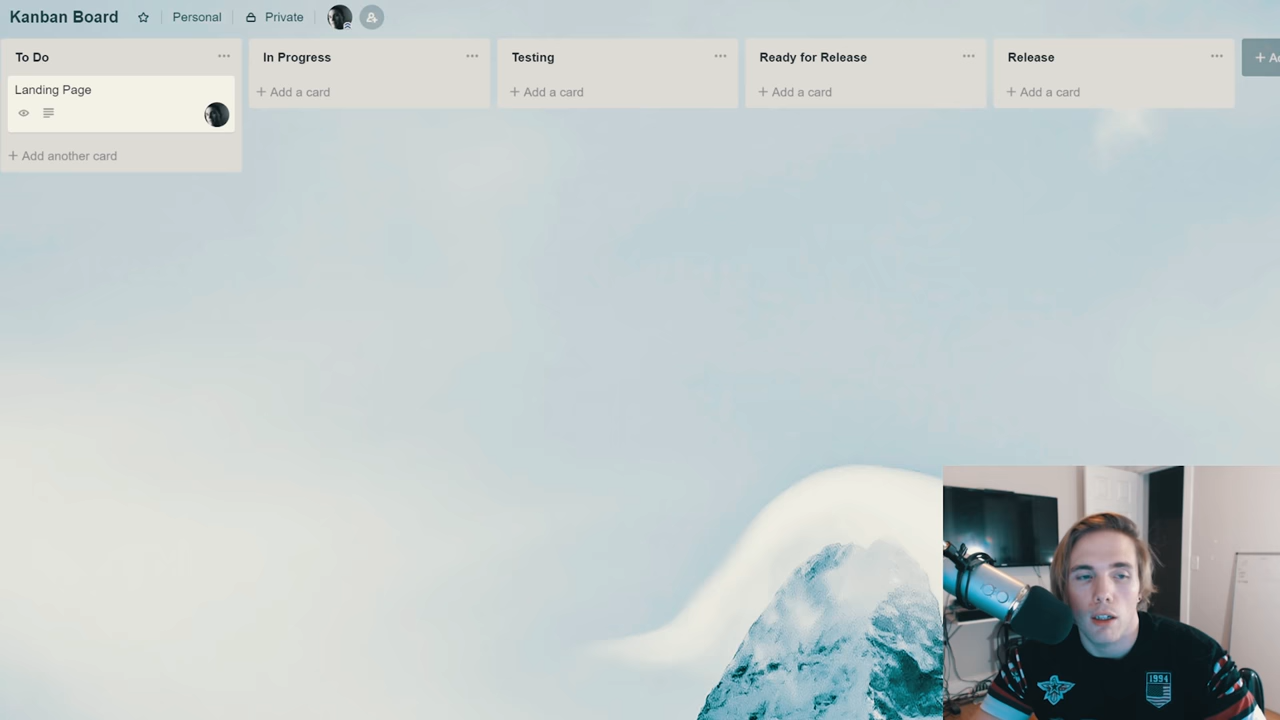 Kanban Board
Personal
Private
To Do
Landing Page
+ Add another card
In Progress
+ Add a card
Testing
+ Add a card
Ready for Release
+ Add a card
Release
+ Add a card
1994